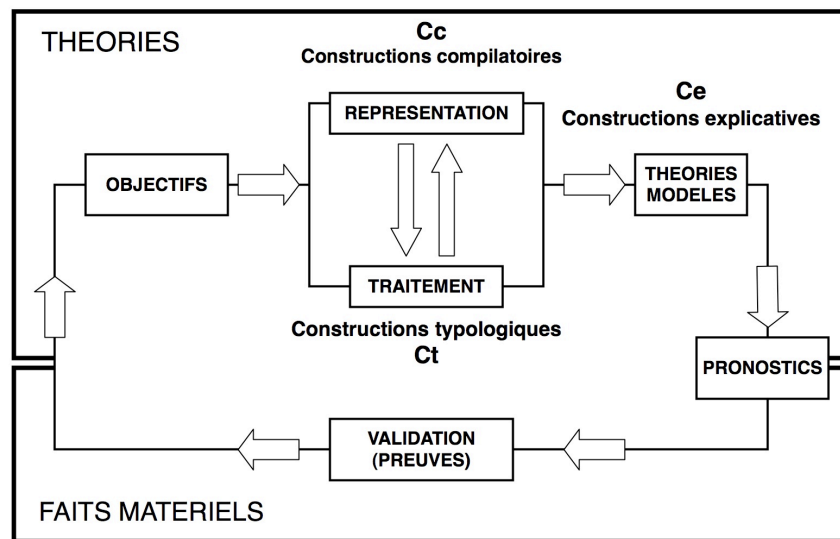 THEORIES
Cc
Constructions compilatoires
REPRESENTATION
Ce
Constructions explicatives
OBJECTIFS
THEORIES
MODELES
TRAITEMENT
Constructions typologiques
Ct
PRONOSTICS
VALIDATION
(PREUVES)
FAITS MATERIELS